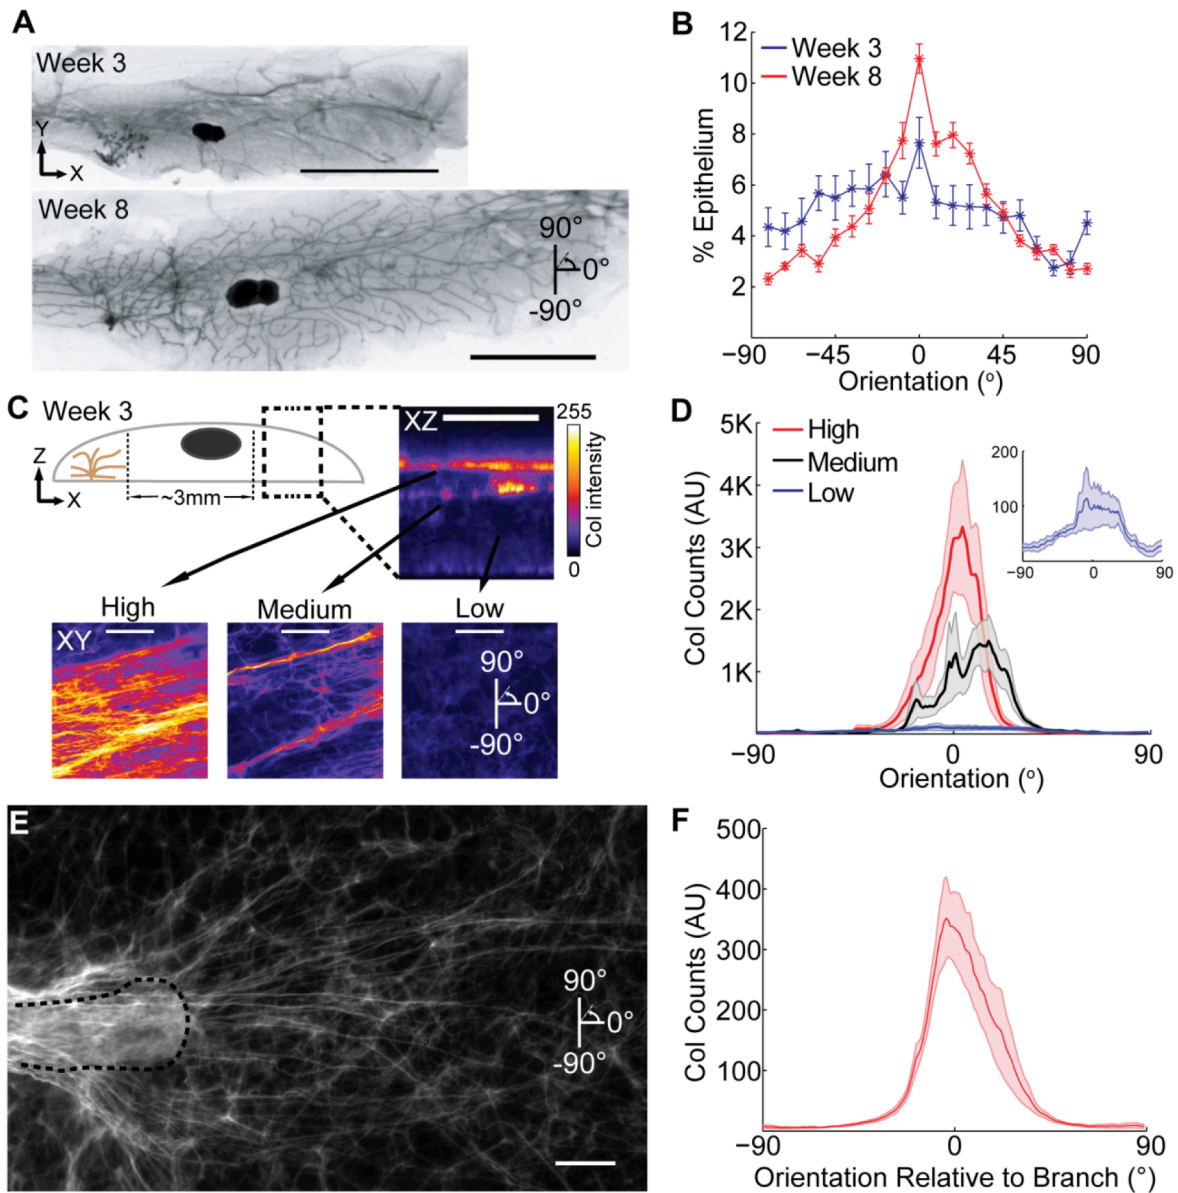 A
Week 3
Y
X
Week 8
90°
0°
-90°
B
12
10
8
6
4
2
% Epithelium
Week 3
Week 8
−90
−45
0
45
90
Orientation (°)
C
Week 3
Z
X
~3mm
XZ
255
Col intensity
0
High
Medium
Low
XY
90°
0°
-90°
D
5K
4K
3K
2K
1K
Col Counts (AU)
High
Medium
Low
200
100
−90
0
90
−90
0
90
Orientation (°)
E
90°
0°
-90°
F
500
400
300
200
100
Col Counts (AU)
−90
0
90
Orientation Relative to Branch (°)